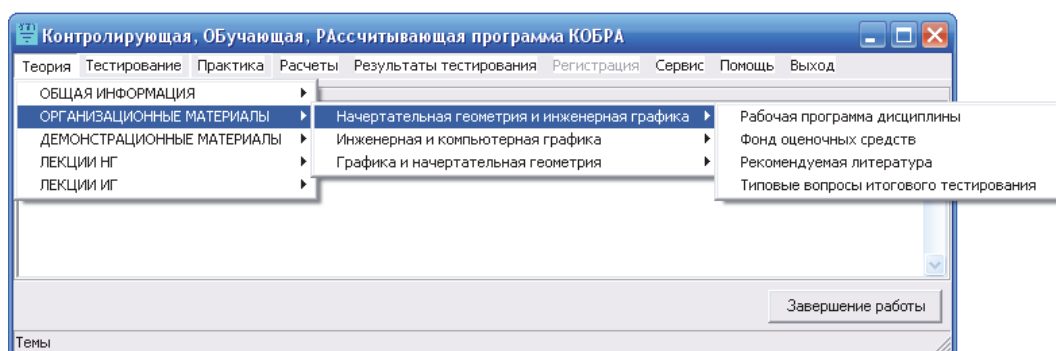 Контролирующая, ОБучающая, РАссчитывающая программа КОБРА
Теория Тестирование Практика Расчеты Результаты тестирования Регистрация Сервис Помощь Выход
ОБЩАЯ ИНФОРМАЦИЯ
ОРГАНИЗАЦИОННЫЕ МАТЕРИАЛЫ Начертательная геометрия и инженерная графика Рабочая программа дисциплины
ДЕМОНСТРАЦИОННЫЕ МАТЕРИАЛЫ Инженерная и компьютерная графика Фонд оценочных средств
ЛЕКЦИИ НГ Графика и начертательная геометрия Рекомендуемая литература
ЛЕКЦИИ ИГ Типовые вопросы итогового тестирования
Завершение работы
Темы